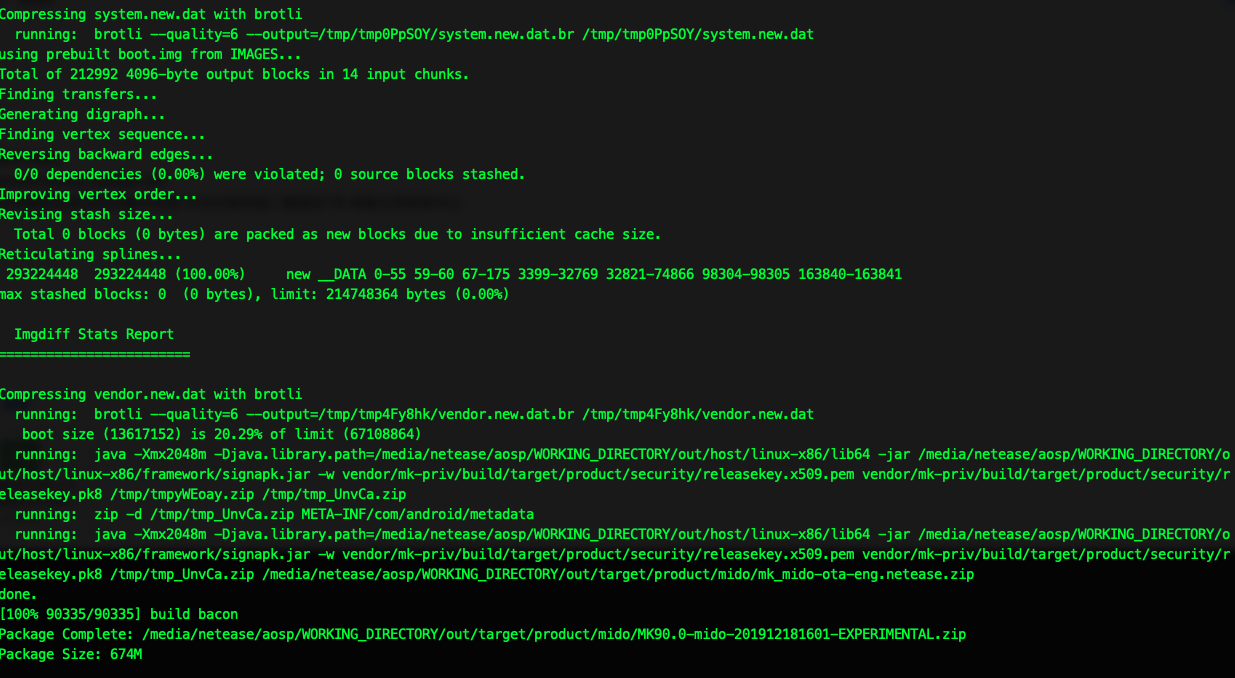 Compressing system.new.dat with brotli
running: brotli --quality=6 --output=/tmp/tmp0PpSOY/system.new.dat.br /tmp/tmp0PpSOY/system.new.dat
using prebuilt boot.img from IMAGES...
Total of 212992 4096-byte output blocks in 14 input chunks.
Finding transfers...
Generating digraph...
Finding vertex sequence...
Reversing backward edges...
0/0 dependencies (0.00%) were violated; 0 source blocks stashed.
Improving vertex order...
Revising stash size...
Total 0 blocks (0 bytes) are packed as new blocks due to insufficient cache size.
Reticulating splines...
293224448 293224448 (100.00%) new __DATA 0-55 59-60 67-175 3399-32769 32821-74866 98304-98305 163840-163841
max stashed blocks: 0 (0 bytes), limit: 214748364 bytes (0.00%)
Imgdiff Stats Report
========================
Compressing vendor.new.dat with brotli
running: brotli --quality=6 --output=/tmp/tmp4Fy8hk/vendor.new.dat.br /tmp/tmp4Fy8hk/vendor.new.dat
boot size (13617152) is 20.29% of limit (67108864)
running: java -Xmx2048m -Djava.library.path=/media/netease/aosp/WORKING_DIRECTORY/out/host/linux-x86/lib64 -jar /media/netease/aosp/WORKING_DIRECTORY/o
ut/host/linux-x86/framework/signapk.jar -w vendor/mk-priv/build/target/product/security/releasekey.x509.pem vendor/mk-priv/build/target/product/security/r
eleasekey.pk8 /tmp/tmpyWEoay.zip /tmp/tmp_UnvCa.zip
running: zip -d /tmp/tmp_UnvCa.zip META-INF/com/android/metadata
running: java -Xmx2048m -Djava.library.path=/media/netease/aosp/WORKING_DIRECTORY/out/host/linux-x86/lib64 -jar /media/netease/aosp/WORKING_DIRECTORY/o
ut/host/linux-x86/framework/signapk.jar -w vendor/mk-priv/build/target/product/security/releasekey.x509.pem vendor/mk-priv/build/target/product/security/r
eleasekey.pk8 /tmp/tmp_UnvCa.zip /media/netease/aosp/WORKING_DIRECTORY/out/target/product/mido/mk_mido-ota-eng.netease.zip
done.
[100% 90335/90335] build bacon
Package Complete: /media/netease/aosp/WORKING_DIRECTORY/out/target/product/mido/MK90.0-mido-201912181601-EXPERIMENTAL.zip
Package Size: 674M